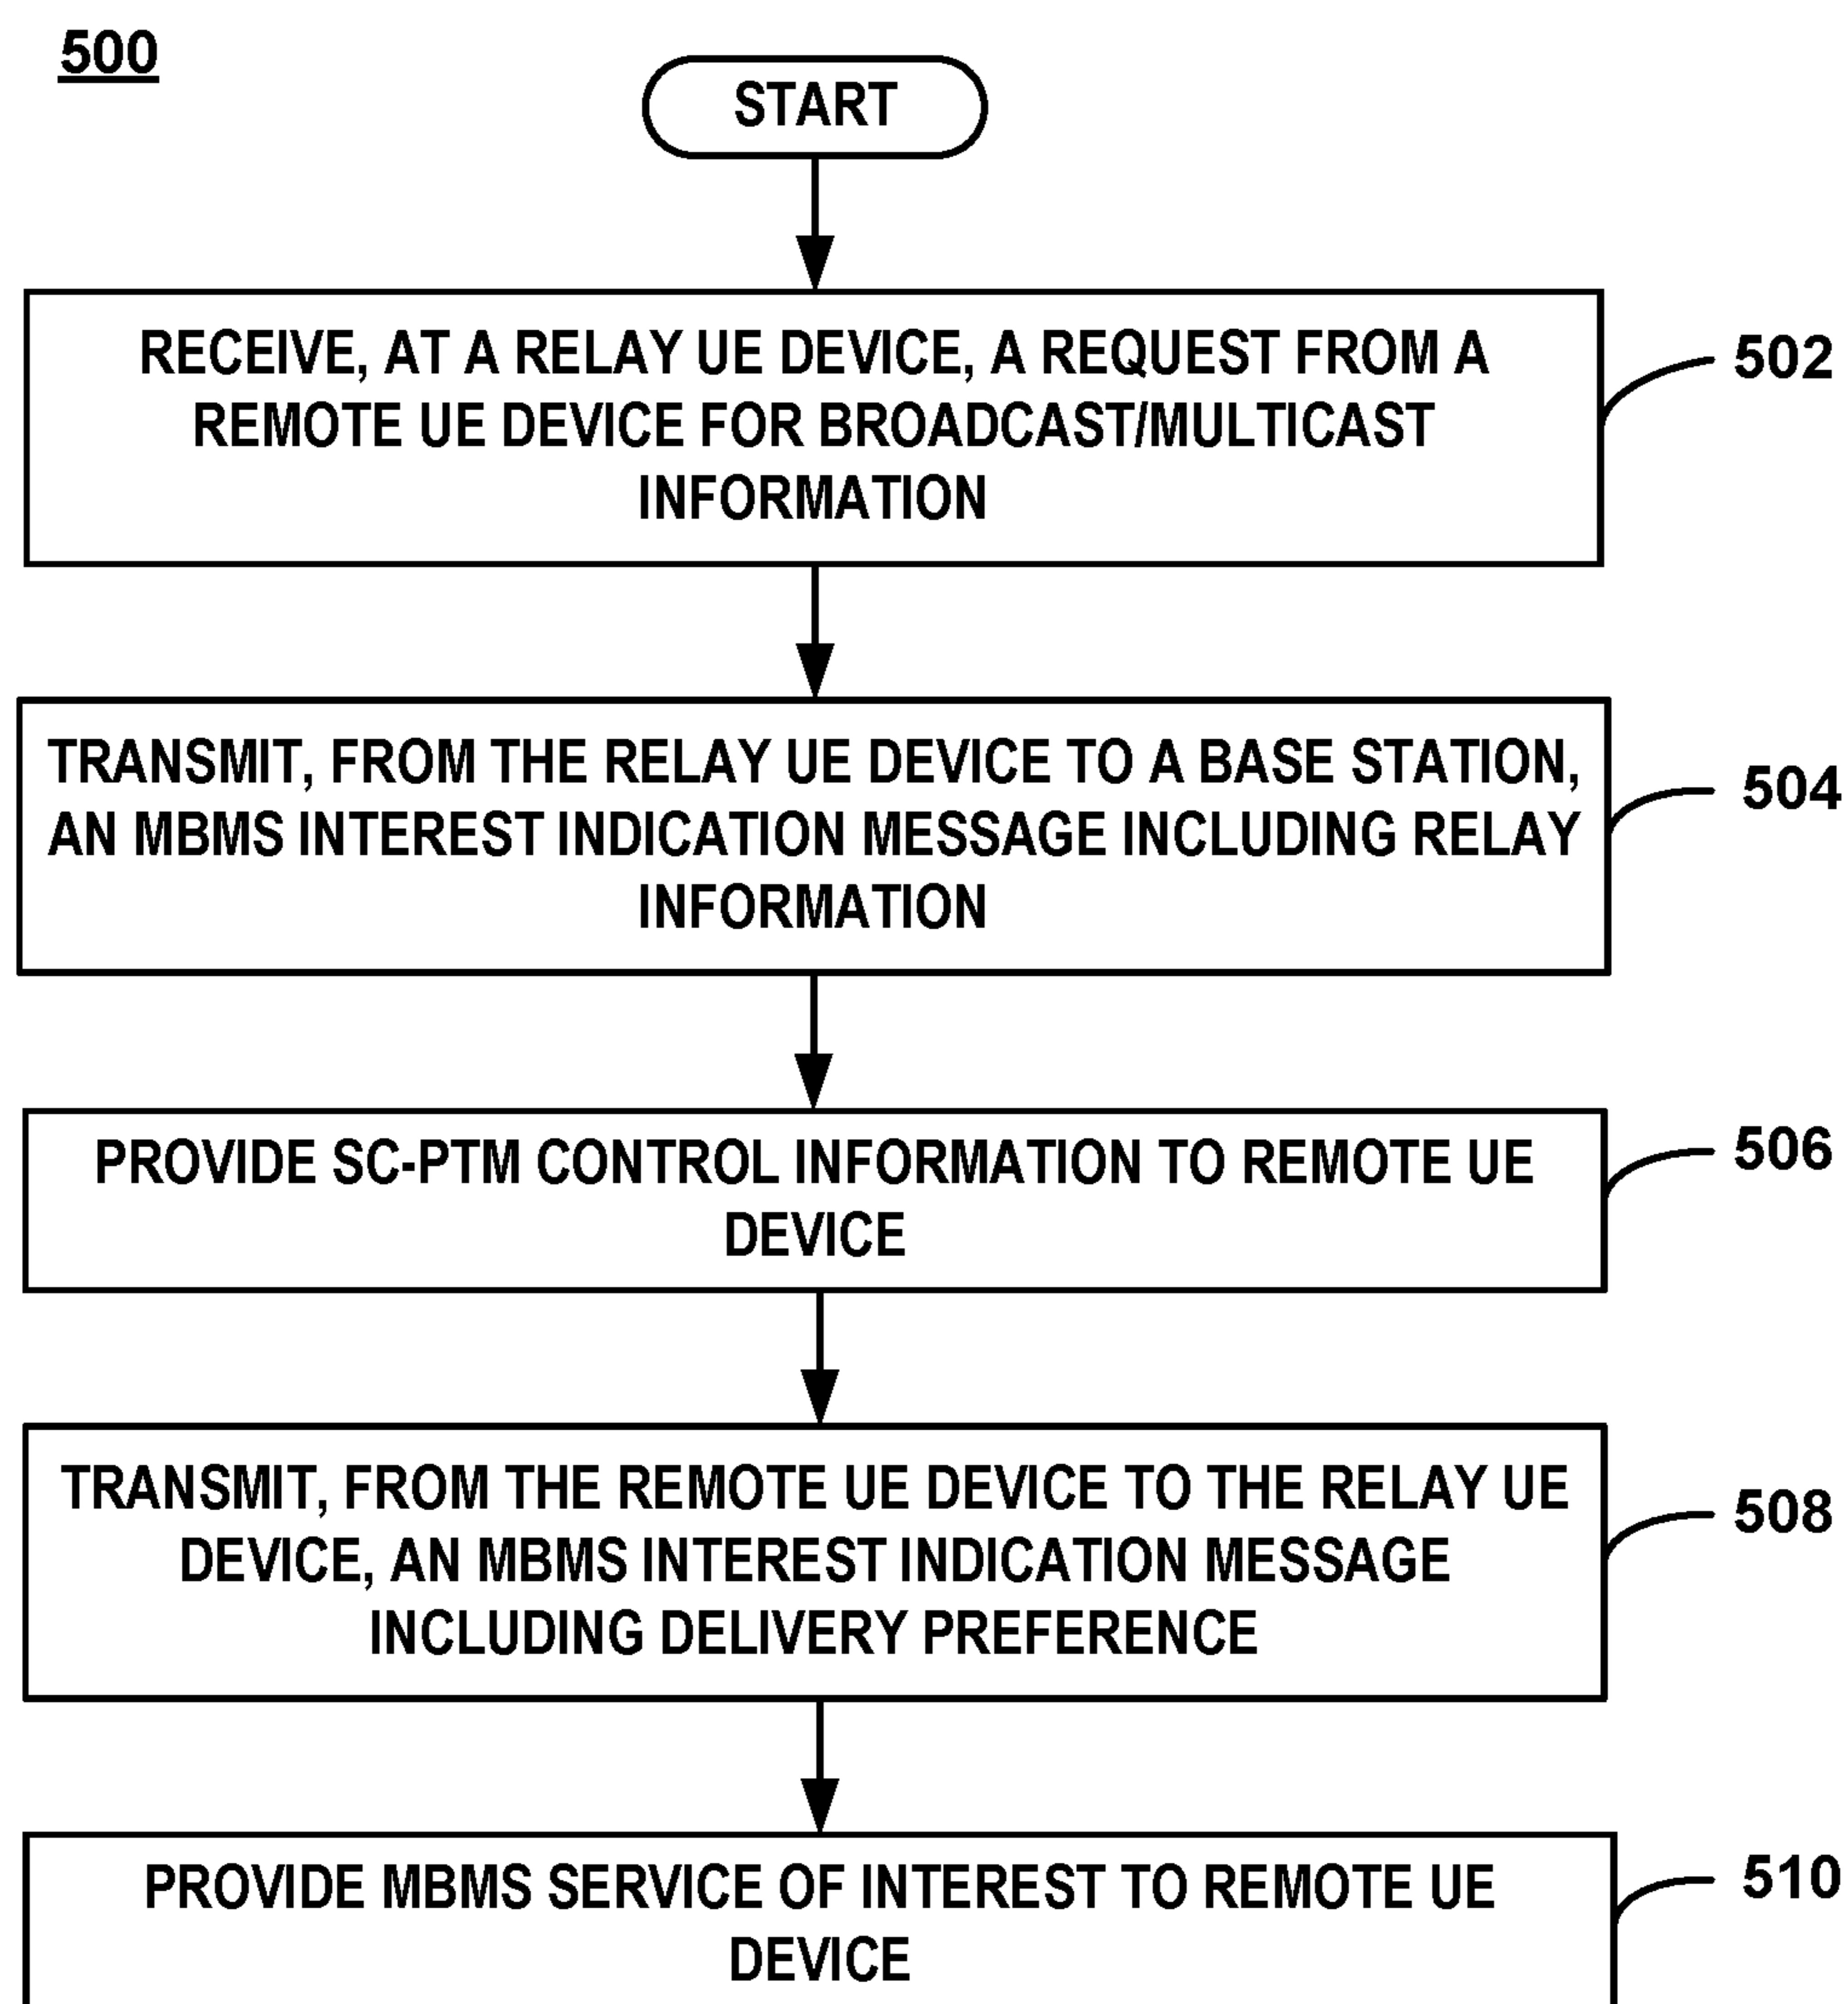 500
START
RECEIVE, AT A RELAY UE DEVICE, A REQUEST FROM A
REMOTE UE DEVICE FOR BROADCAST/MULTICAST
INFORMATION
502
TRANSMIT, FROM THE RELAY UE DEVICE TO A BASE STATION,
AN MBMS INTEREST INDICATION MESSAGE INCLUDING RELAY
INFORMATION
504
PROVIDE SC-PTM CONTROL INFORMATION TO REMOTE UE
DEVICE
506
TRANSMIT, FROM THE REMOTE UE DEVICE TO THE RELAY UE
DEVICE, AN MBMS INTEREST INDICATION MESSAGE
INCLUDING DELIVERY PREFERENCE
508
PROVIDE MBMS SERVICE OF INTEREST TO REMOTE UE
DEVICE
510